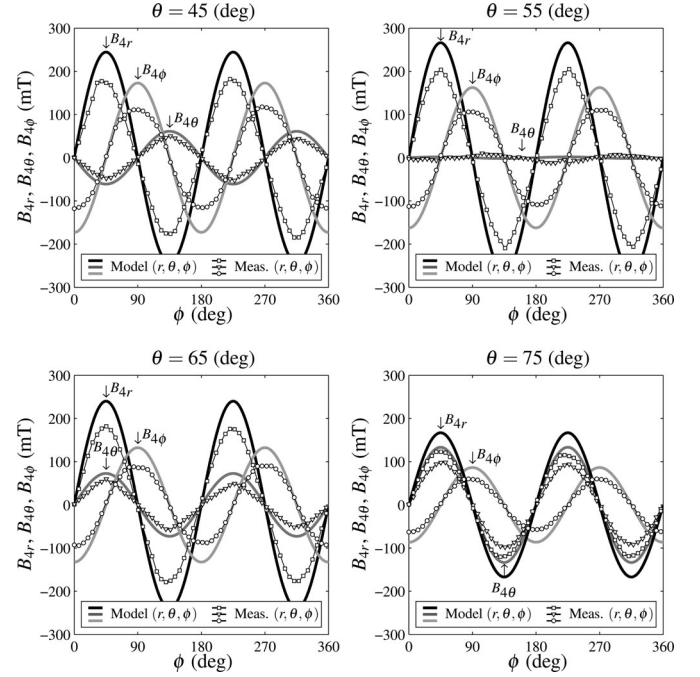 θ = 45 (deg)
B4r, B4θ, B4ϕ (mT)
300
200
100
0
−100
−200
−300
B4r
B4ϕ
B4θ
Model (r, θ, ϕ) Meas. (r, θ, ϕ)
0 90 180 270 360
ϕ (deg)
θ = 55 (deg)
B4r, B4θ, B4ϕ (mT)
300
200
100
0
−100
−200
−300
B4r
B4ϕ
B4θ
Model (r, θ, ϕ) Meas. (r, θ, ϕ)
0 90 180 270 360
ϕ (deg)
θ = 65 (deg)
B4r, B4θ, B4ϕ (mT)
300
200
100
0
−100
−200
−300
B4r
B4ϕ
B4θ
Model (r, θ, ϕ) Meas. (r, θ, ϕ)
0 90 180 270 360
ϕ (deg)
θ = 75 (deg)
B4r, B4θ, B4ϕ (mT)
300
200
100
0
−100
−200
−300
B4r
B4ϕ
B4θ
Model (r, θ, ϕ) Meas. (r, θ, ϕ)
0 90 180 270 360
ϕ (deg)